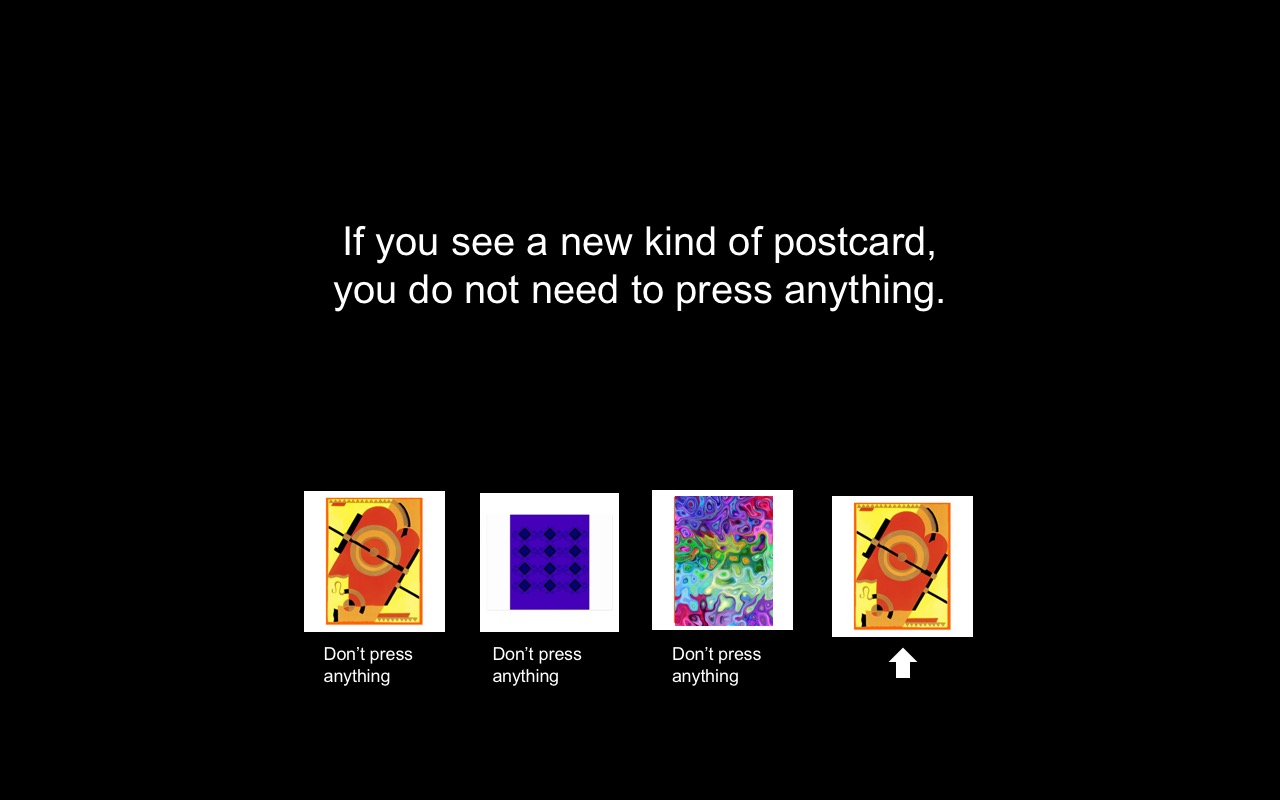 If you see a new kind of postcard,
you do not need to press anything.
Don’t press
anything
Don’t press
anything
Don’t press
anything